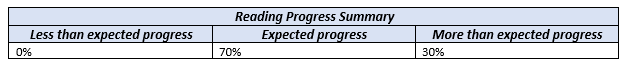 Reading Progress Summary
Less than expected progress Expected progress More than expected progress
0% 70% 30%